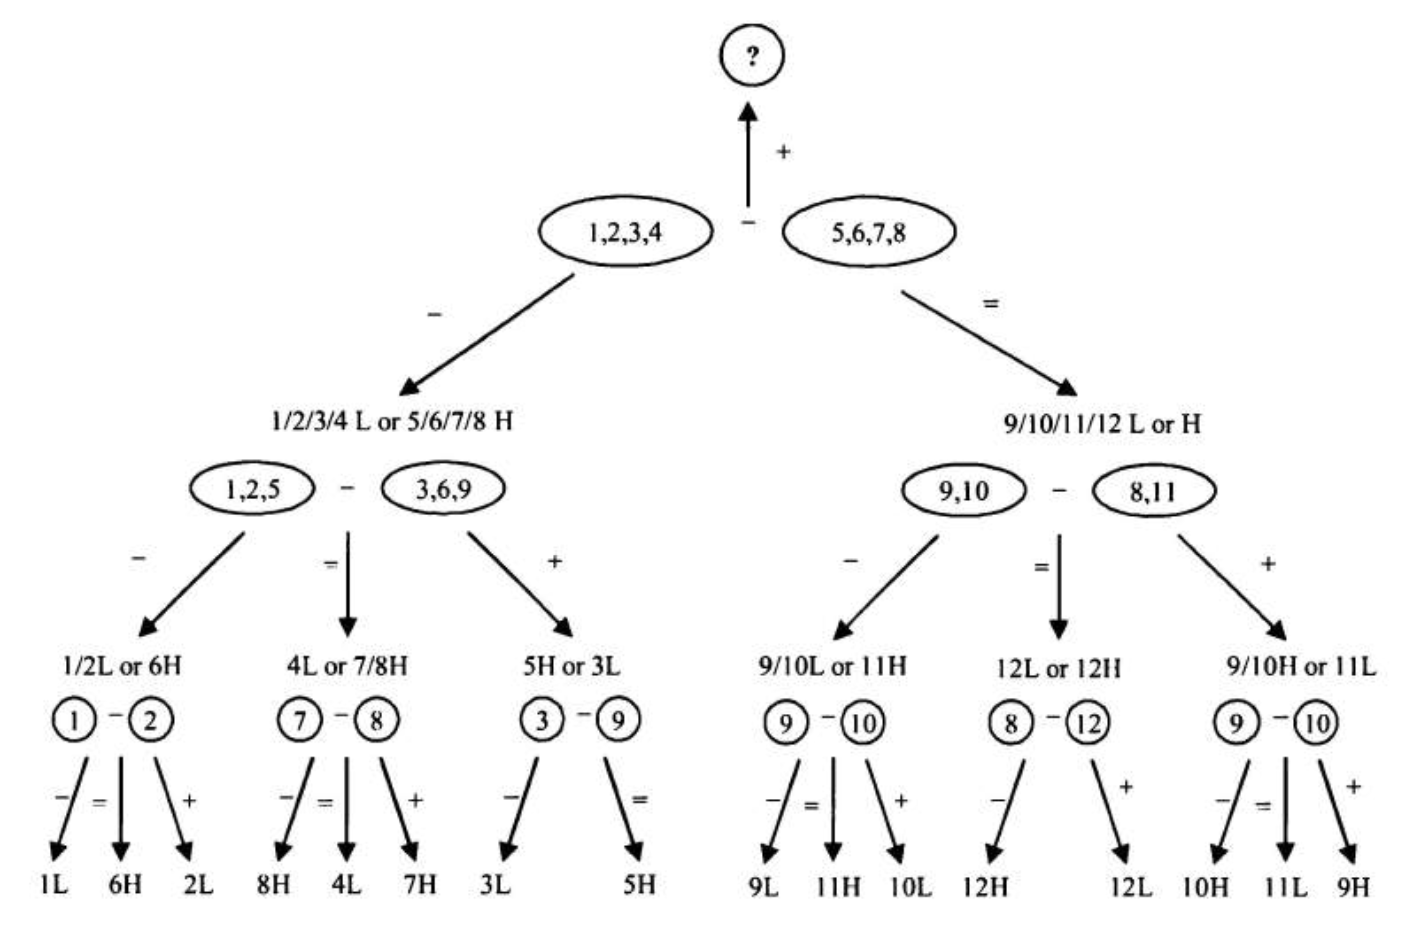 ?
+
1,2,3,4 - 5,6,7,8
- =
1/2/3/4 L or 5/6/7/8 H 9/10/11/12 L or H
1,2,5 - 3,6,9 9,10 - 8,11
- = + - = +
1/2L or 6H 4L or 7/8H 5H or 3L 9/10L or 11H 12L or 12H 9/10H or 11L
1 - 2 7 - 8 3 - 9 9 - 10 8 - 12 9 - 10
- = + - = + - = - = + - + - = +
1L 6H 2L 8H 4L 7H 3L 5H 9L 11H 10L 12H 12L 10H 11L 9H